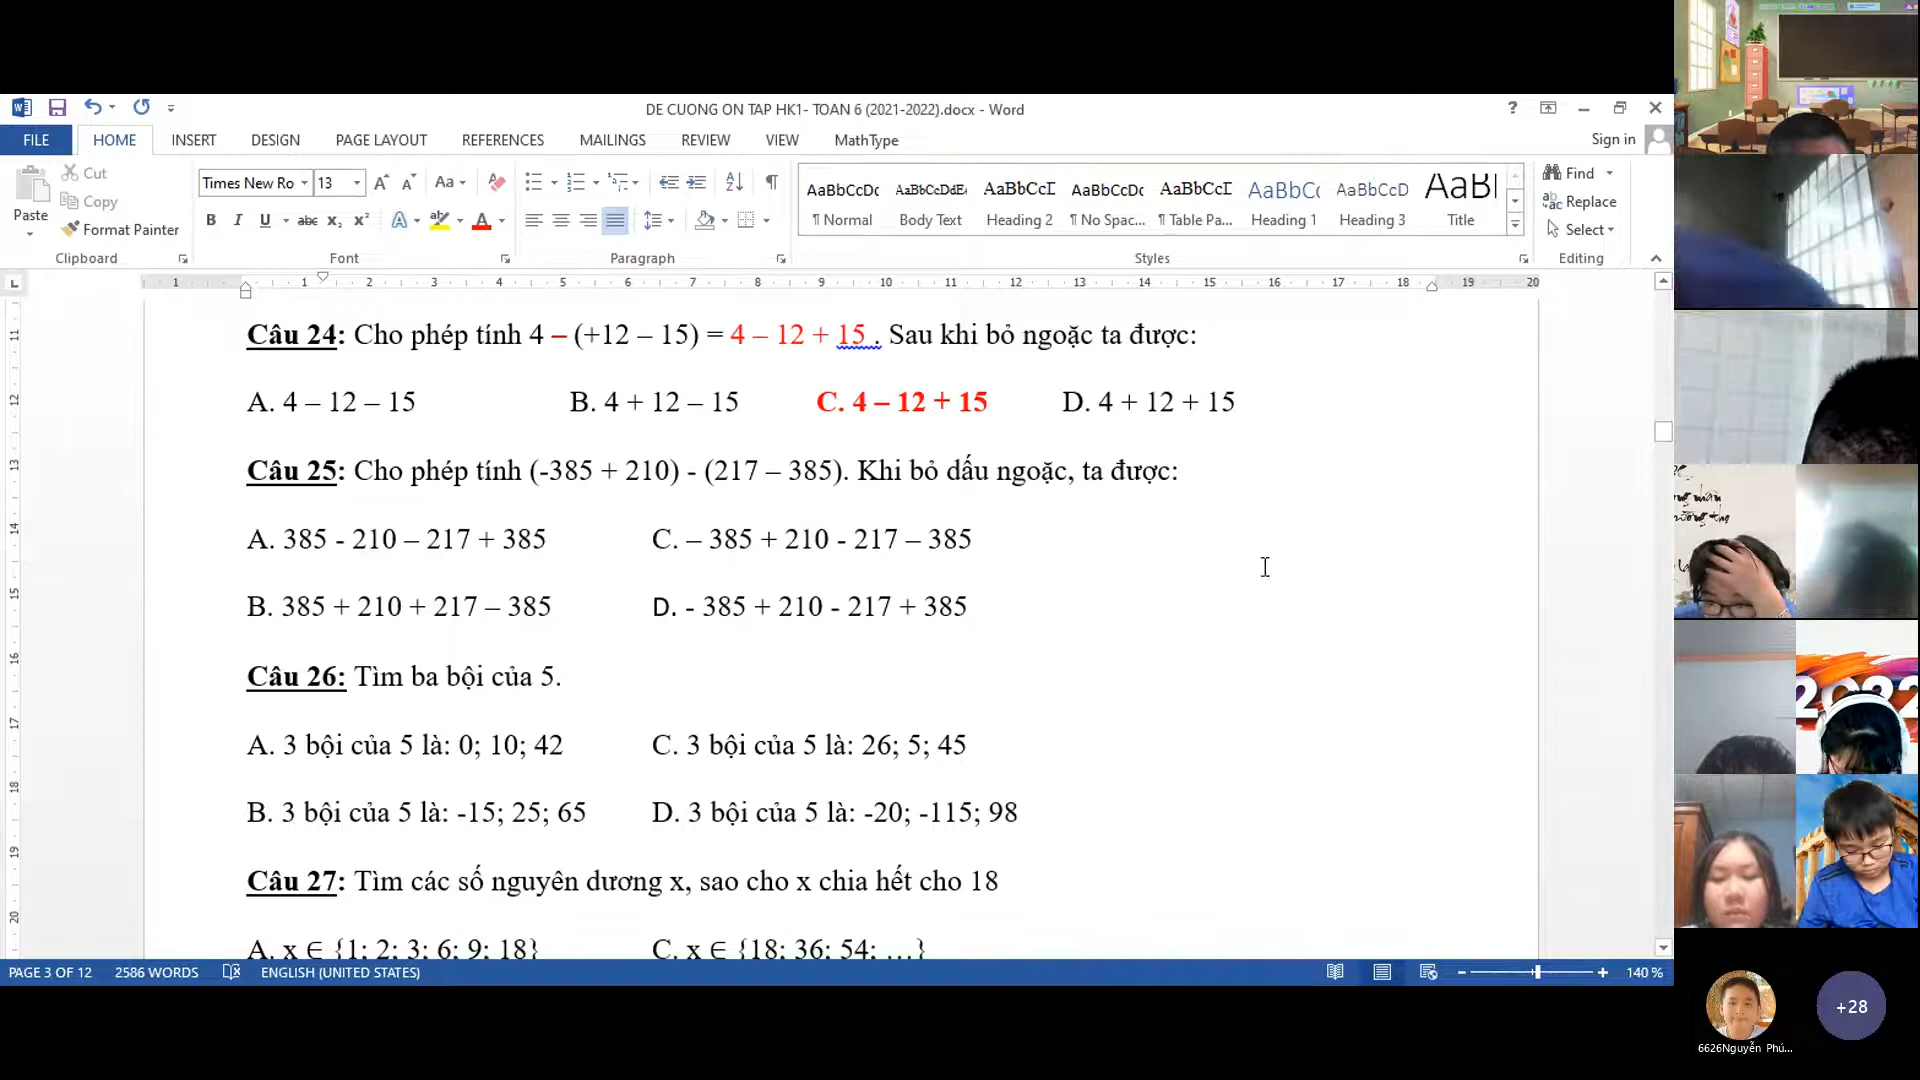 DE CUONG ON TAP HK1- TOAN 6 (2021-2022).docx - Word
FILE HOME INSERT DESIGN PAGE LAYOUT REFERENCES MAILINGS REVIEW VIEW MathType Sign in
Cut
Copy
Paste
Format Painter
Clipboard
Times New Ro 13
Font
Paragraph
AaBbCcDc AaBbCcDdE AaBbCcI AaBbCcDc AaBbCcI AaBbCc AaBbCcD AaBl
¶ Normal Body Text Heading 2 ¶ No Spac... ¶ Table Pa... Heading 1 Heading 3 Title
Styles
Find
Replace
Select
Editing
Câu 24: Cho phép tính 4 – (+12 – 15) = 4 – 12 + 15 . Sau khi bỏ ngoặc ta được:
A. 4 – 12 – 15 B. 4 + 12 – 15 C. 4 – 12 + 15 D. 4 + 12 + 15
Câu 25: Cho phép tính (-385 + 210) - (217 – 385). Khi bỏ dấu ngoặc, ta được:
A. 385 - 210 – 217 + 385 C. – 385 + 210 - 217 – 385
B. 385 + 210 + 217 – 385 D. - 385 + 210 - 217 + 385
Câu 26: Tìm ba bội của 5.
A. 3 bội của 5 là: 0; 10; 42 C. 3 bội của 5 là: 26; 5; 45
B. 3 bội của 5 là: -15; 25; 65 D. 3 bội của 5 là: -20; -115; 98
Câu 27: Tìm các số nguyên dương x, sao cho x chia hết cho 18
A. x ∈ {1; 2; 3; 6; 9; 18} C. x ∈ {18; 36; 54; …}
PAGE 3 OF 12 2586 WORDS ENGLISH (UNITED STATES) 140 %
2022
+28
6626Nguyễn Phú...